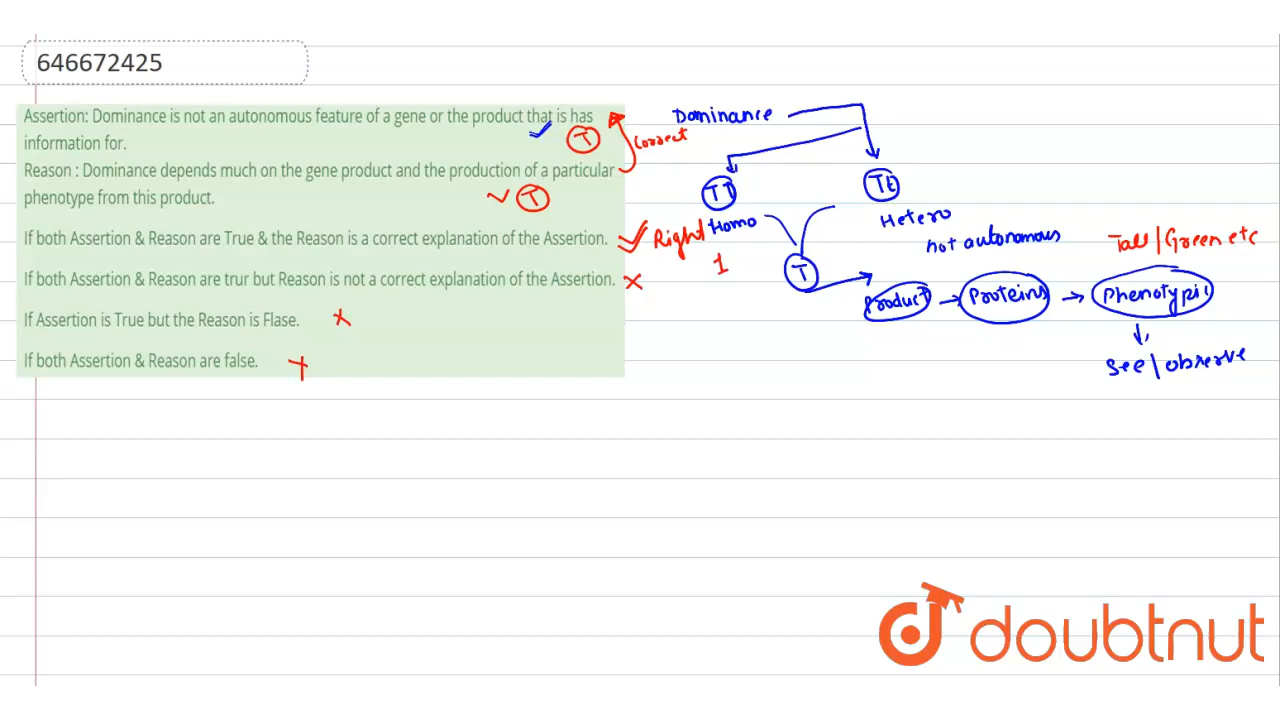 646672425
Assertion: Dominance is not an autonomous feature of a gene or the product that is has
information for.
T
Reason : Dominance depends much on the gene product and the production of a particular
phenotype from this product.
T
correct
If both Assertion & Reason are True & the Reason is a correct explanation of the Assertion.
Right
1
If both Assertion & Reason are trur but Reason is not a correct explanation of the Assertion.
If Assertion is True but the Reason is Flase.
If both Assertion & Reason are false.
Dominance
TT
Tt
Homo
Hetero
not autonomous
Tall/Green etc
T
Product → Proteins → Phenotypic
See/observe
doubtnut